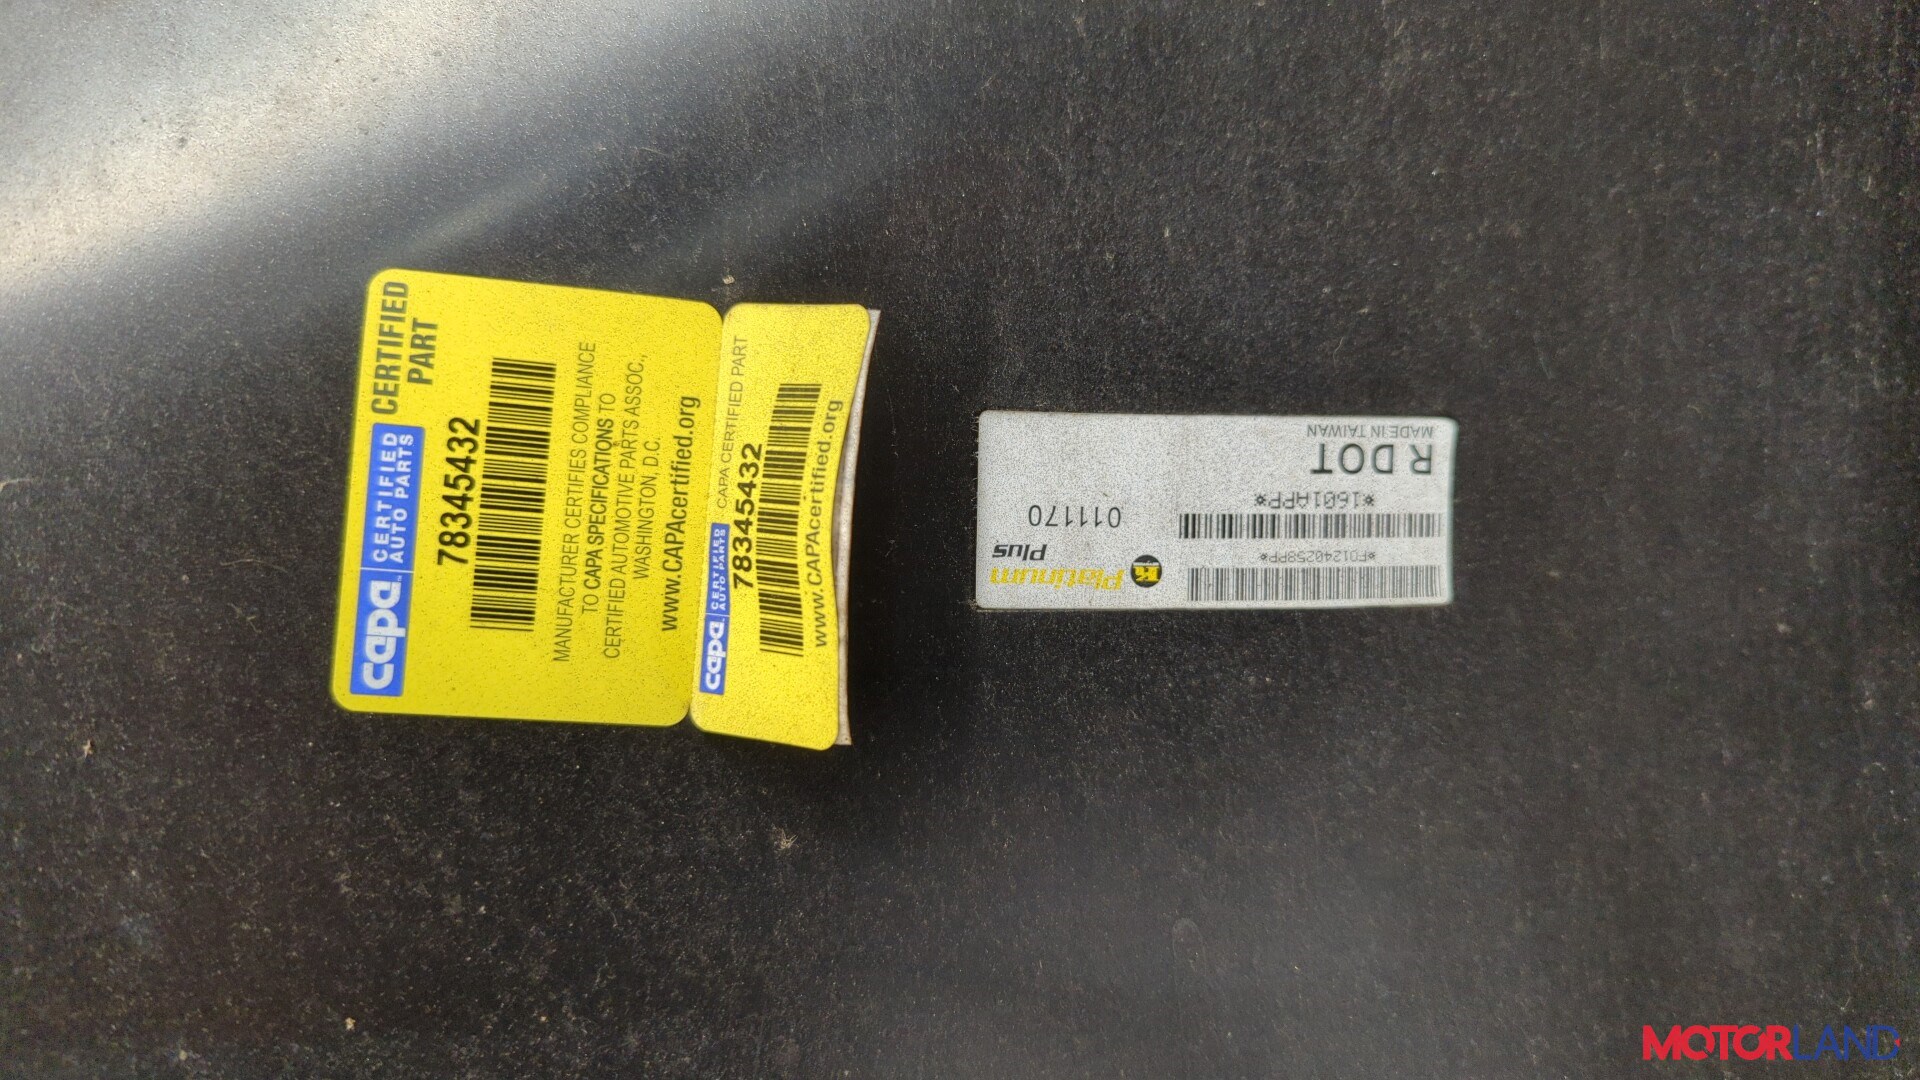 capa CERTIFIED AUTO PARTS
CERTIFIED PART
78345432
MANUFACTURER CERTIFIES COMPLIANCE
TO CAPA SPECIFICATIONS TO
CERTIFIED AUTOMOTIVE PARTS ASSOC.,
WASHINGTON, D.C.
www.CAPAcertified.org
capa CERTIFIED AUTO PARTS
CAPA CERTIFIED PART
78345432
www.CAPAcertified.org
Platinum
Plus
011170
*FO1240258PP*
*1601APP*
R DOT
MADE IN TAIWAN
MOTORLAND